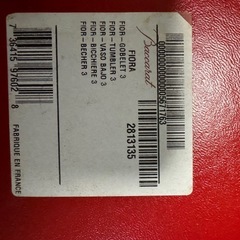 Baccarat
FIORA
2813135
FIOR-GOBELET 3
FIOR-TUMBLER 3
FIOR-VASO BAJO 3
FIOR-BICCHIERE 3
FIOR-BECHER 3
FABRIQUE EN FRANCE